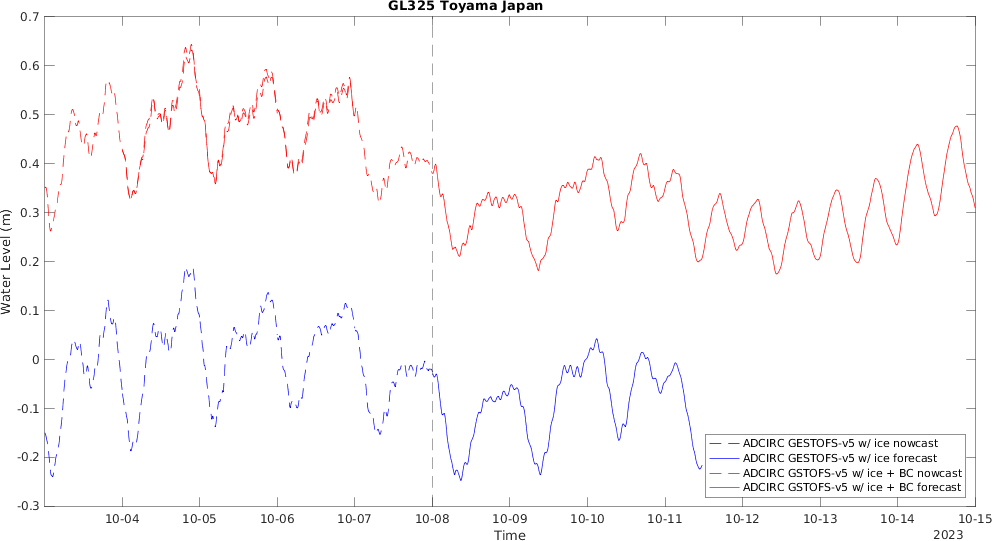 GL325 Toyama Japan
0.7
0.6
0.5
0.4
0.3
0.2
0.1
0
-0.1
-0.2
-0.3
Water Level (m)
ADCIRC GESTOFS-v5 w/ ice nowcast
ADCIRC GESTOFS-v5 w/ ice forecast
ADCIRC GSTOFS-v5 w/ ice + BC nowcast
ADCIRC GSTOFS-v5 w/ ice + BC forecast
10-04 10-05 10-06 10-07 10-08 10-09 10-10 10-11 10-12 10-13 10-14 10-15
Time
2023